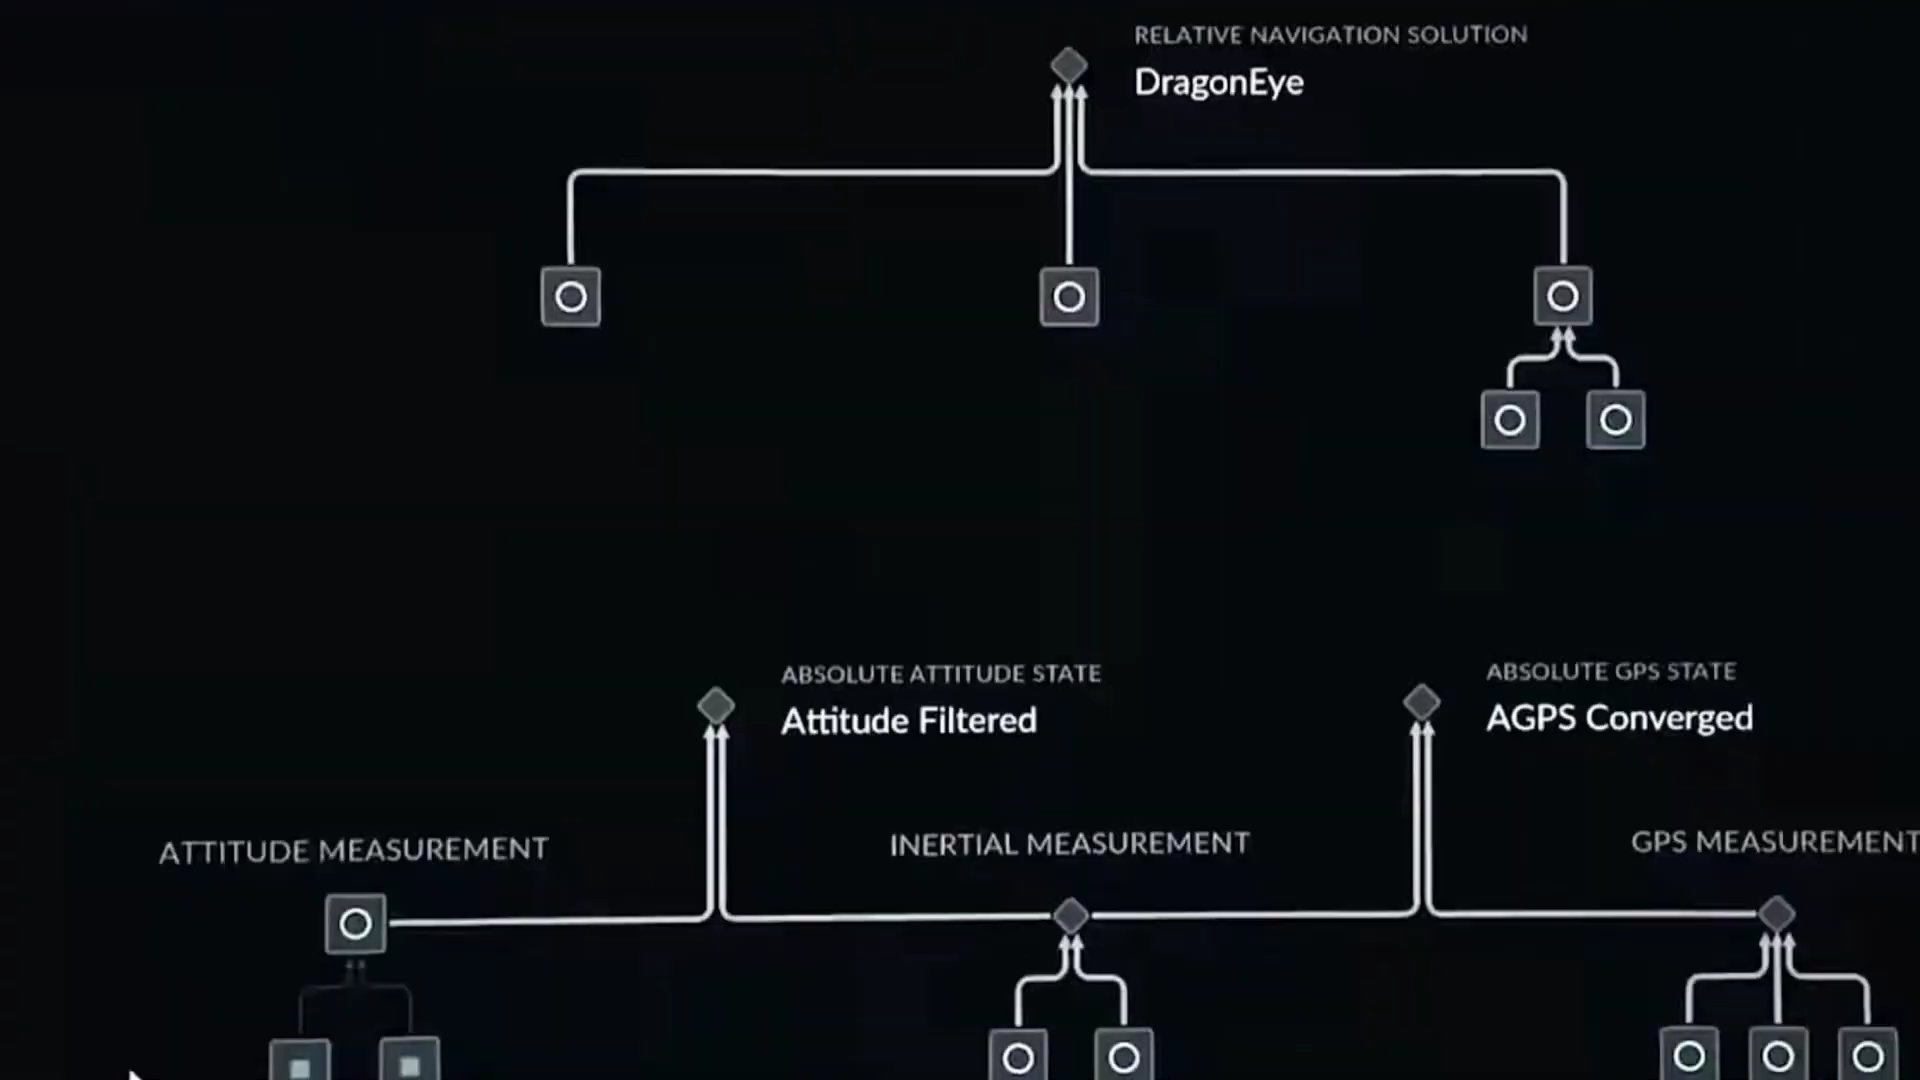 RELATIVE NAVIGATION SOLUTION
DragonEye
ABSOLUTE ATTITUDE STATE
Attitude Filtered
ABSOLUTE GPS STATE
AGPS Converged
ATTITUDE MEASUREMENT
INERTIAL MEASUREMENT
GPS MEASUREMENT